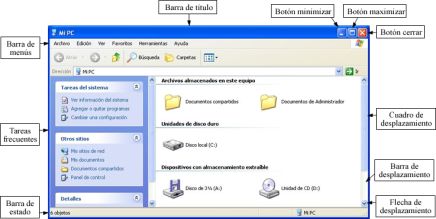 Barra de título
Botón minimizar
Botón maximizar
Botón cerrar
Barra de
menús
Tareas
frecuentes
Barra de
estado
Cuadro de
desplazamiento
Barra de
desplazamiento
Flecha de
desplazamiento
Mi PC
Archivo Edición Ver Favoritos Herramientas Ayuda
Atrás Búsqueda Carpetas
Dirección Mi PC Ir
Tareas del sistema
Ver información del sistema
Agregar o quitar programas
Cambiar una configuración
Otros sitios
Mis sitios de red
Mis documentos
Documentos compartidos
Panel de control
Detalles
Archivos almacenados en este equipo
Documentos compartidos Documentos de Administrador
Unidades de disco duro
Disco local (C:)
Dispositivos con almacenamiento extraíble
Disco de 3½ (A:) Unidad de CD (D:)
6 objetos Mi PC